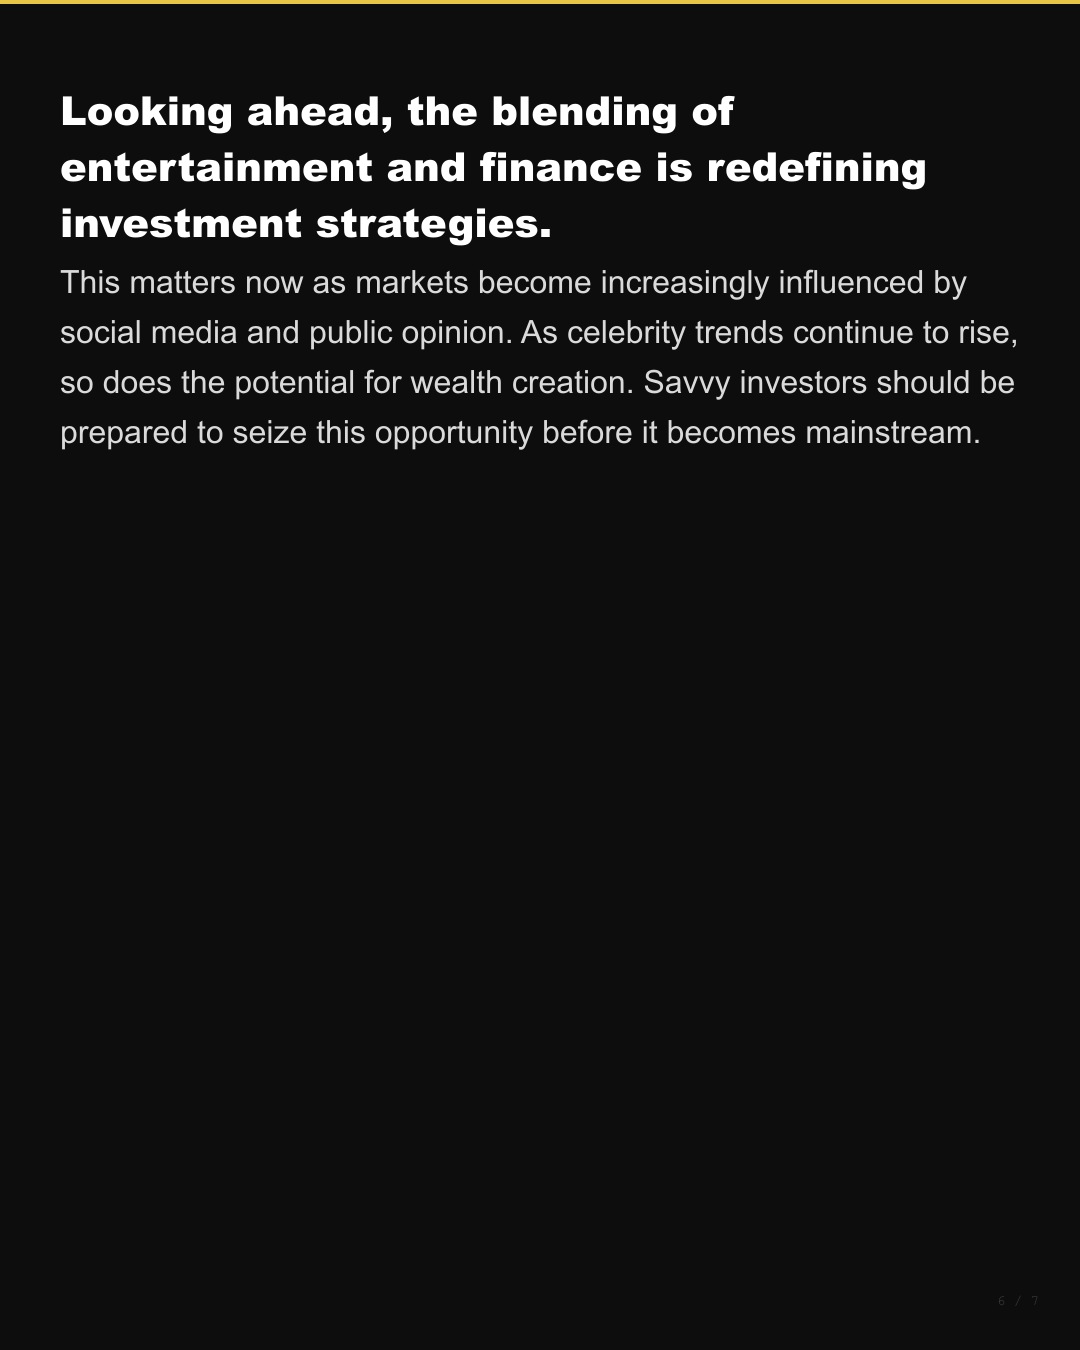 Looking ahead, the blending of
entertainment and finance is redefining
investment strategies.
This matters now as markets become increasingly influenced by
social media and public opinion. As celebrity trends continue to rise,
so does the potential for wealth creation. Savvy investors should be
prepared to seize this opportunity before it becomes mainstream.
6 / 7